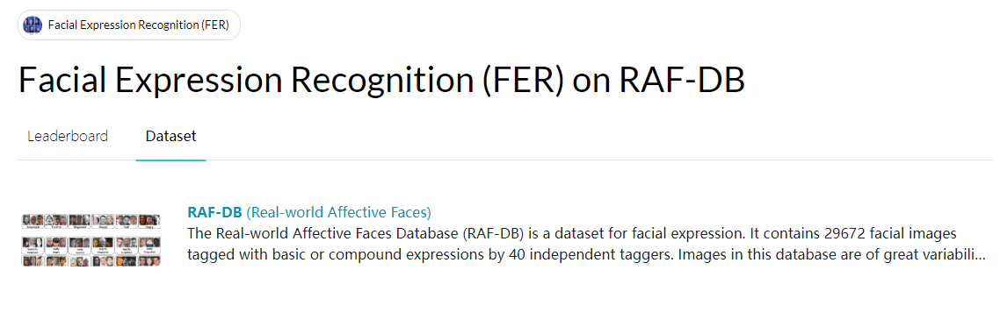 Facial Expression Recognition (FER)
Facial Expression Recognition (FER) on RAF-DB
Leaderboard Dataset
RAF-DB (Real-world Affective Faces)
The Real-world Affective Faces Database (RAF-DB) is a dataset for facial expression. It contains 29672 facial images
tagged with basic or compound expressions by 40 independent taggers. Images in this database are of great variabili...